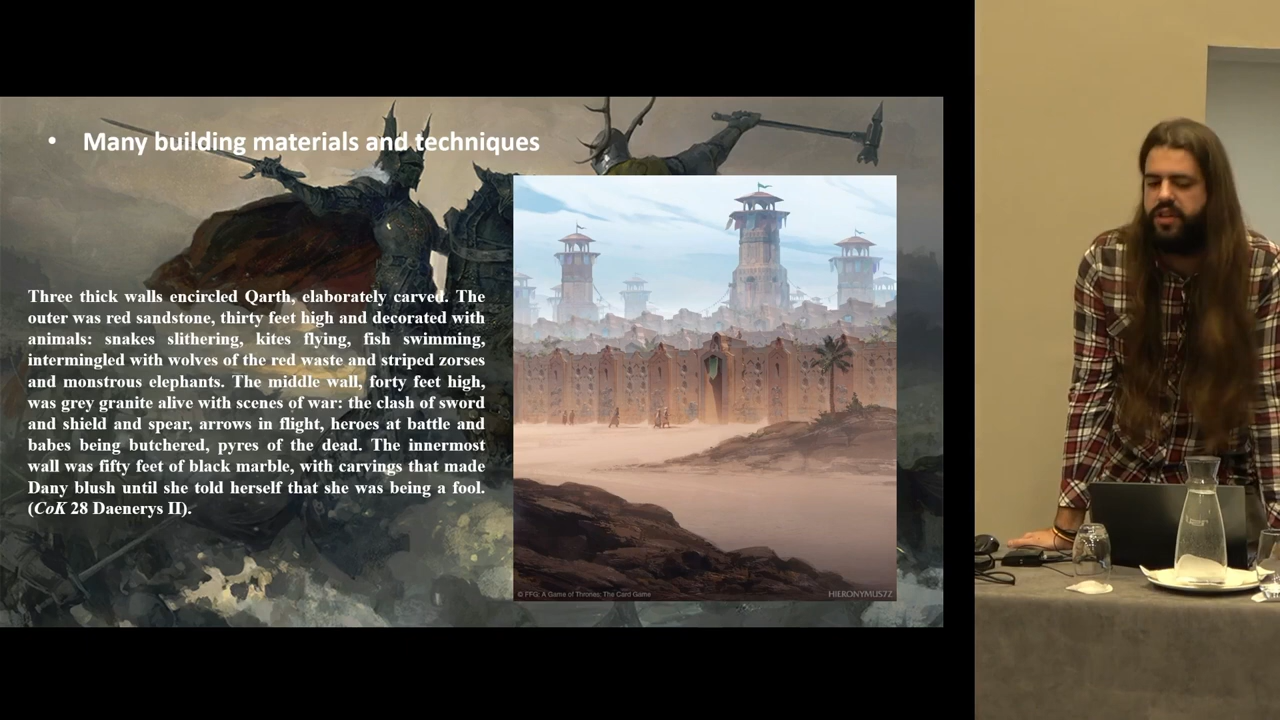 • Many building materials and techniques
Three thick walls encircled Qarth, elaborately carved. The
outer was red sandstone, thirty feet high and decorated with
animals: snakes slithering, kites flying, fish swimming,
intermingled with wolves of the red waste and striped zorses
and monstrous elephants. The middle wall, forty feet high,
was grey granite alive with scenes of war: the clash of sword
and shield and spear, arrows in flight, heroes at battle and
babes being butchered, pyres of the dead. The innermost
wall was fifty feet of black marble, with carvings that made
Dany blush until she told herself that she was being a fool.
(CoK 28 Daenerys II).
© FFG: A Game of Thrones: The Card Game
HIERONYMUS7Z